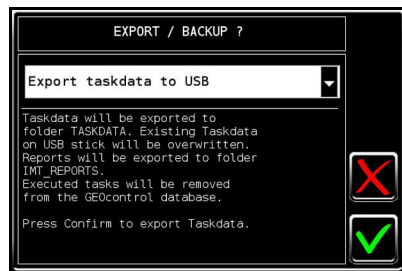 EXPORT / BACKUP ?
Export taskdata to USB
Taskdata will be exported to
folder TASKDATA. Existing Taskdata
on USB stick will be overwritten.
Reports will be exported to folder
IMT_REPORTS.
Executed tasks will be removed
from the GEOcontrol database.
Press Confirm to export Taskdata.